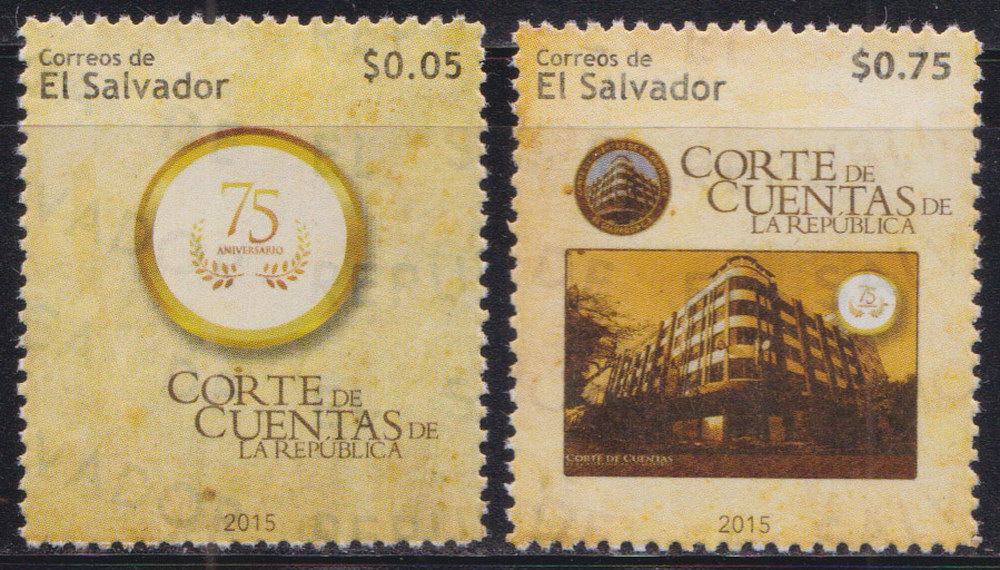 Correos de
El Salvador
$0.05
75
ANIVERSARIO
CORTE DE
CUENTAS DE
LA REPÚBLICA
2015
Correos de
El Salvador
$0.75
CORTE DE
CUENTAS DE
LA REPÚBLICA
75
CORTE DE CUENTAS
2015